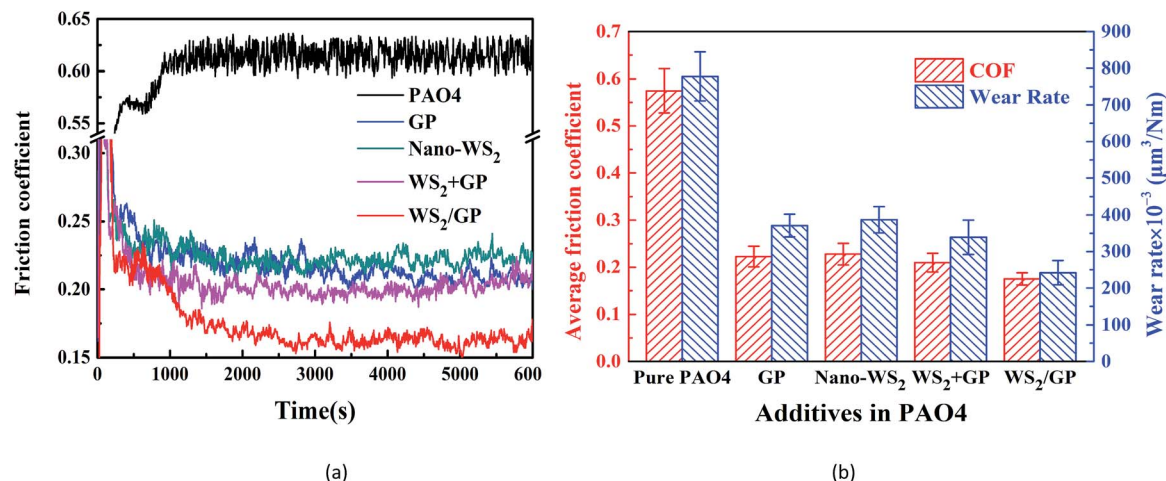 0.65
0.60
0.55
0.30
0.25
0.20
0.15
Friction coefficient
PAO4
GP
Nano-WS₂
WS₂+GP
WS₂/GP
0 1000 2000 3000 4000 5000 600
Time(s)
(a)
0.7
0.6
0.5
0.4
0.3
0.2
0.1
0.0
Average friction coefficient
COF
Wear Rate
900
800
700
600
500
400
300
200
100
0
Wear rate×10⁻³ (μm³/Nm)
Pure PAO4 GP Nano-WS₂ WS₂+GP WS₂/GP
Additives in PAO4
(b)